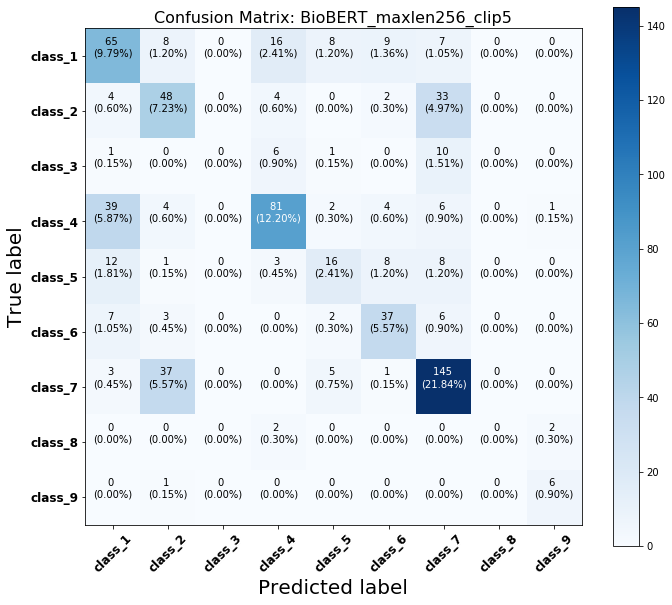 Confusion Matrix: BioBERT_maxlen256_clip5
65 8 0 16 8 9 7 0 0
class_1 (9.79%) (1.20%) (0.00%) (2.41%) (1.20%) (1.36%) (1.05%) (0.00%) (0.00%)
4 48 0 4 0 2 33 0 0
class_2 (0.60%) (7.23%) (0.00%) (0.60%) (0.00%) (0.30%) (4.97%) (0.00%) (0.00%)
1 0 0 6 1 0 10 0 0
class_3 (0.15%) (0.00%) (0.00%) (0.90%) (0.15%) (0.00%) (1.51%) (0.00%) (0.00%)
39 4 0 81 2 4 6 0 1
class_4 (5.87%) (0.60%) (0.00%) (12.20%) (0.30%) (0.60%) (0.90%) (0.00%) (0.15%)
12 1 0 3 16 8 8 0 0
class_5 (1.81%) (0.15%) (0.00%) (0.45%) (2.41%) (1.20%) (1.20%) (0.00%) (0.00%)
7 3 0 0 2 37 6 0 0
class_6 (1.05%) (0.45%) (0.00%) (0.00%) (0.30%) (5.57%) (0.90%) (0.00%) (0.00%)
3 37 0 0 5 1 145 0 0
class_7 (0.45%) (5.57%) (0.00%) (0.00%) (0.75%) (0.15%) (21.84%) (0.00%) (0.00%)
0 0 0 2 0 0 0 0 2
class_8 (0.00%) (0.00%) (0.00%) (0.30%) (0.00%) (0.00%) (0.00%) (0.00%) (0.30%)
0 1 0 0 0 0 0 0 6
class_9 (0.00%) (0.15%) (0.00%) (0.00%) (0.00%) (0.00%) (0.00%) (0.00%) (0.90%)
True label
class_1 class_2 class_3 class_4 class_5 class_6 class_7 class_8 class_9
Predicted label
140
120
100
80
60
40
20
0